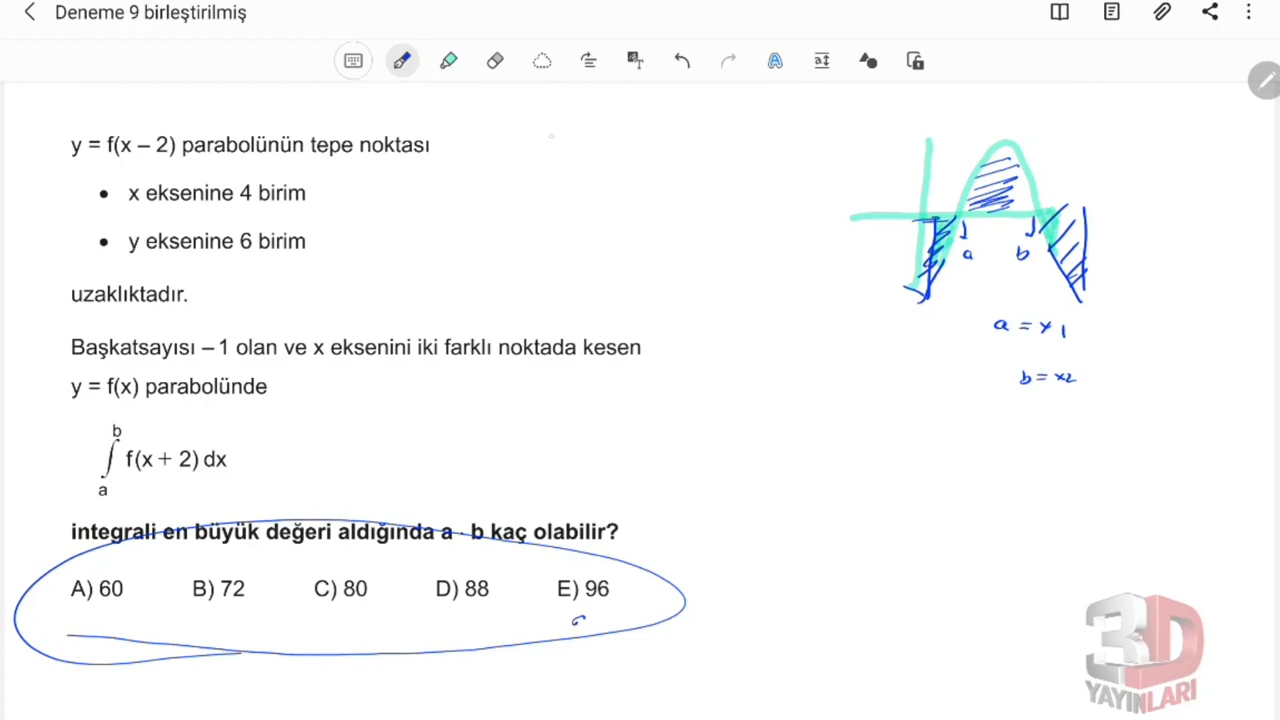 Deneme 9 birleştirilmiş
y = f(x – 2) parabolünün tepe noktası
• x eksenine 4 birim
• y eksenine 6 birim
uzaklıktadır.
Başkatsayısı – 1 olan ve x eksenini iki farklı noktada kesen
y = f(x) parabolünde
b
∫ f(x + 2) dx
a
integrali en büyük değeri aldığında a · b kaç olabilir?
A) 60 B) 72 C) 80 D) 88 E) 96
a b
a = x1
b = x2
3D
YAYINLARI